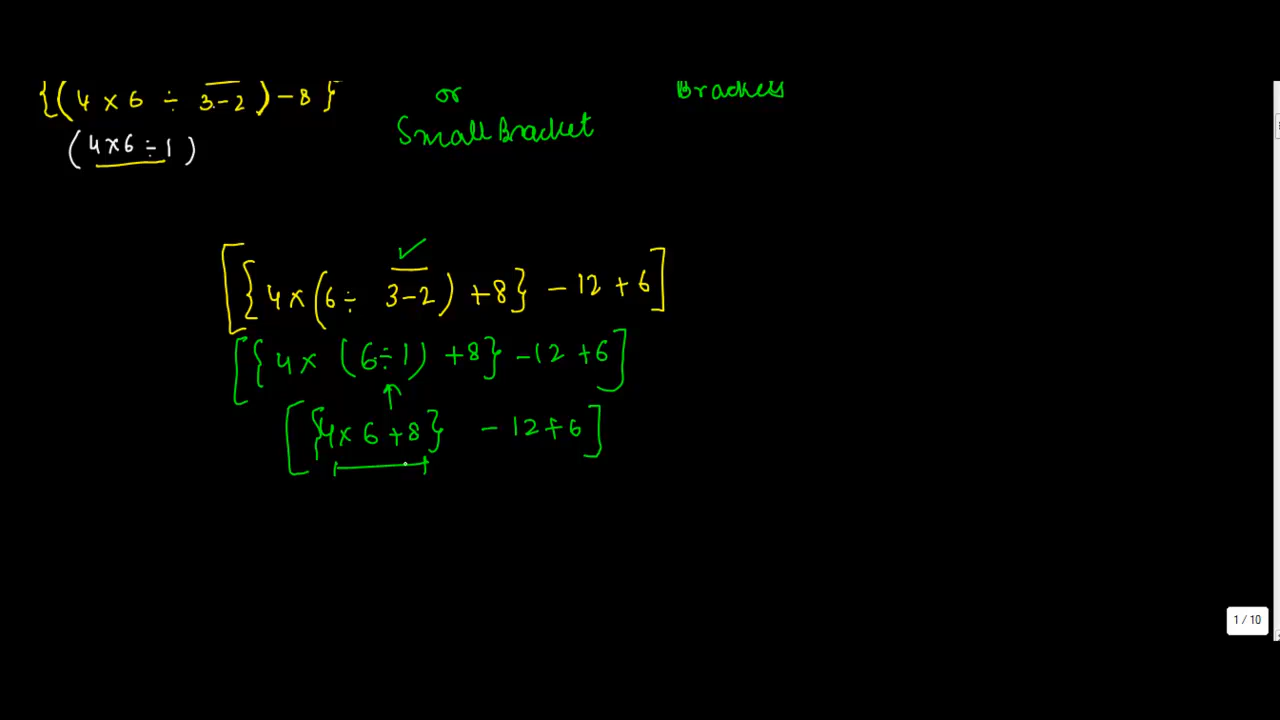 {(4 × 6 ÷ 3̅-̅2̅) - 8}
or
Brackets
Small Bracket
(4×6 ÷ 1)
[{4 × (6 ÷ 3̅-̅2̅) + 8} - 12 + 6]
[{4 × (6 ÷ 1) + 8} - 12 + 6]
[{4 × 6 + 8} - 12 + 6]
1 / 10